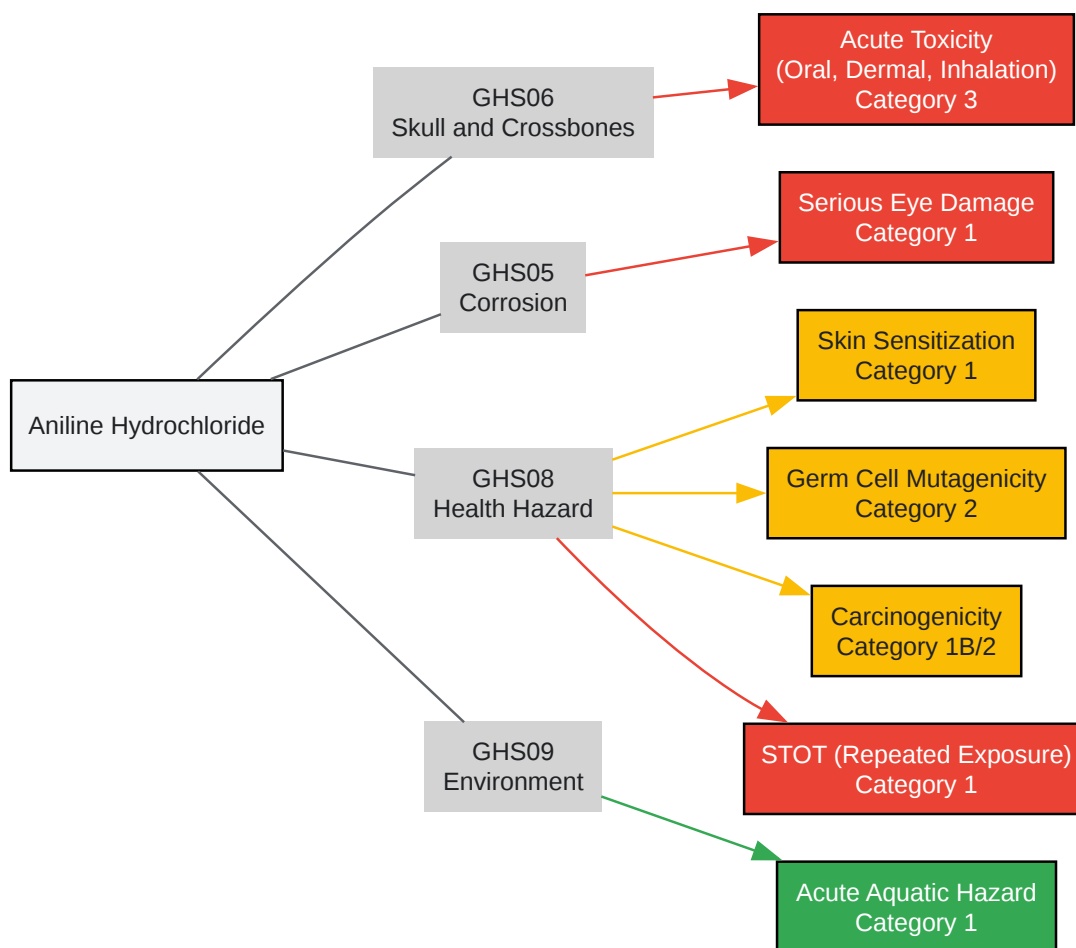 Acute Toxicity
(Oral, Dermal, Inhalation)
Category 3
GHS06
Skull and Crossbones
Serious Eye Damage
Category 1
GHS05
Corrosion
Skin Sensitization
Category 1
Aniline Hydrochloride
GHS08
Health Hazard
Germ Cell Mutagenicity
Category 2
Carcinogenicity
Category 1B/2
GHS09
Environment
STOT (Repeated Exposure)
Category 1
Acute Aquatic Hazard
Category 1